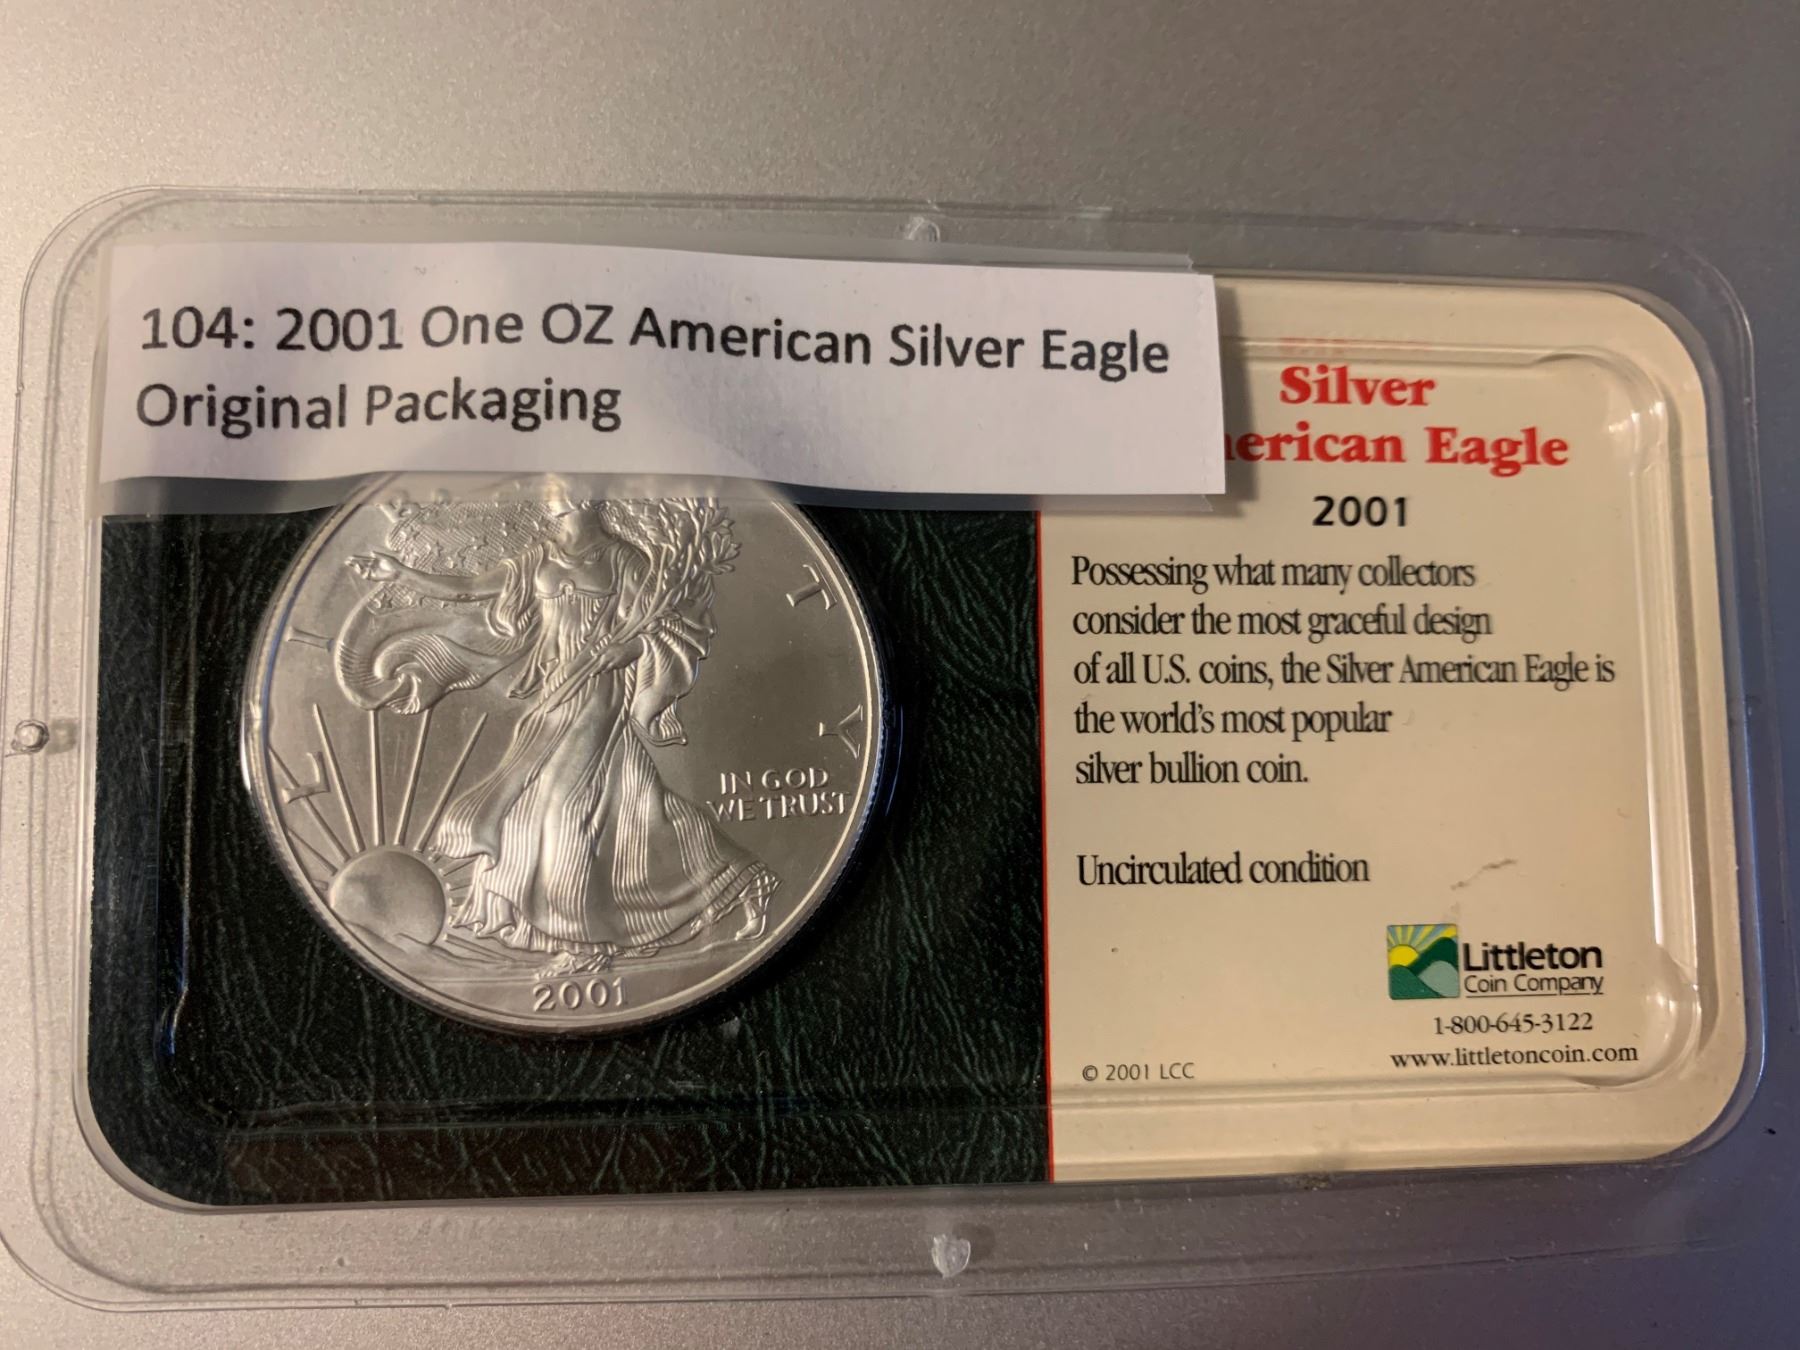 104: 2001 One OZ American Silver Eagle
Original Packaging
Silver
erican Eagle
2001
Possessing what many collectors
consider the most graceful design
of all U.S. coins, the Silver American Eagle is
the world's most popular
silver bullion coin.
Uncirculated condition
Littleton
Coin Company
1-800-645-3122
www.littletoncoin.com
© 2001 LCC
L I T Y
IN GOD
WE TRUST
2001